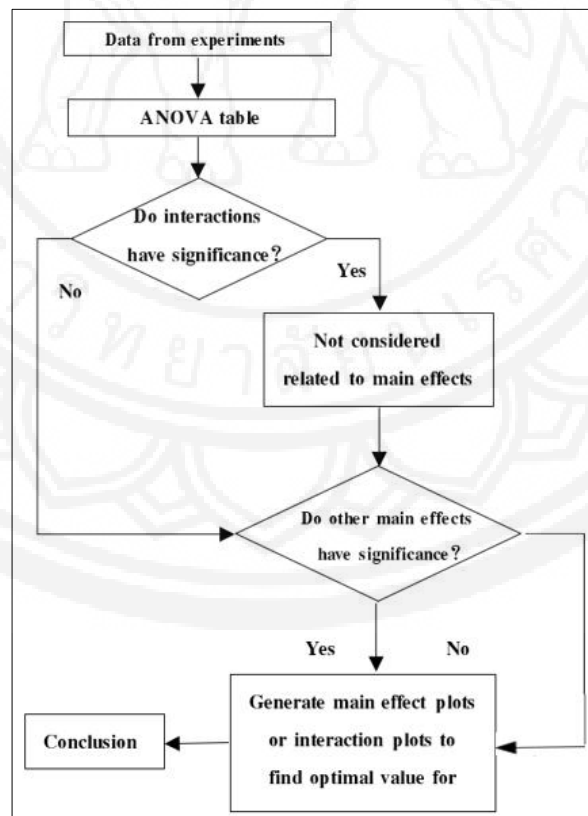 Data from experiments
ANOVA table
Do interactions
have significance?
No
Yes
Not considered
related to main effects
Do other main effects
have significance?
Yes
No
Generate main effect plots
or interaction plots to
find optimal value for
Conclusion